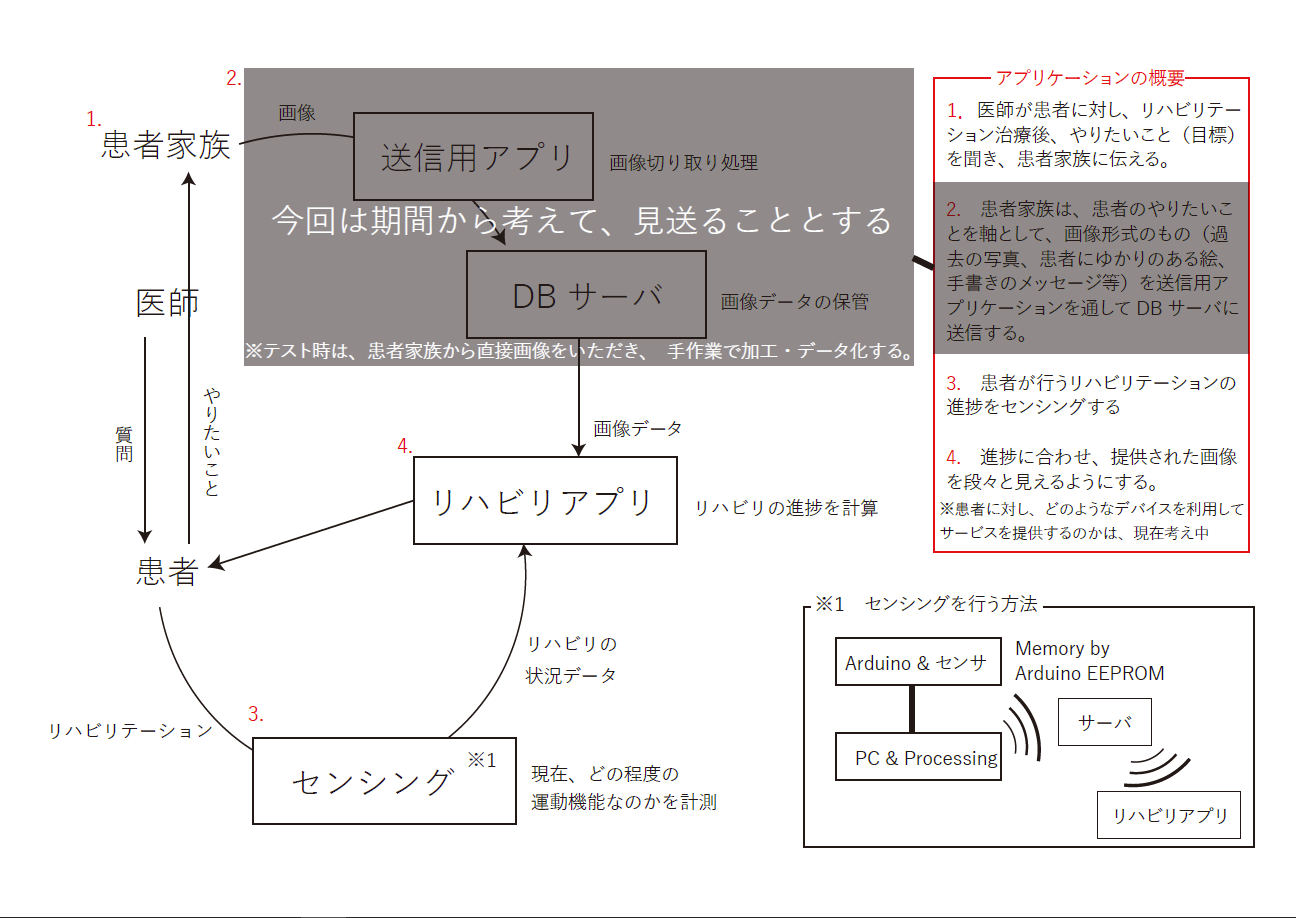 1.
患者家族
2.
画像
送信用アプリ
画像切り取り処理
今回は期間から考えて、見送ることとする
DB サーバ
画像データの保管
※テスト時は、患者家族から直接画像をいただき、 手作業で加工・データ化する。
医師
質問
やりたいこと
患者
画像データ
4.
リハビリアプリ
リハビリの進捗を計算
リハビリの
状況データ
リハビリテーション
3.
センシング
※1
現在、どの程度の
運動機能なのかを計測
アプリケーションの概要
1. 医師が患者に対し、リハビリテー
ション治療後、やりたいこと（目標）
を聞き、患者家族に伝える。
2. 患者家族は、患者のやりたいこ
とを軸として、画像形式のもの（過
去の写真、患者にゆかりのある絵、
手書きのメッセージ等）を送信用ア
プリケーションを通して DB サーバに
送信する。
3. 患者が行うリハビリテーションの
進捗をセンシングする
4. 進捗に合わせ、提供された画像
を段々と見えるようにする。
※患者に対し、どのようなデバイスを利用して
サービスを提供するのかは、現在考え中
※1 センシングを行う方法
Arduino & センサ
Memory by
Arduino EEPROM
サーバ
PC & Processing
リハビリアプリ